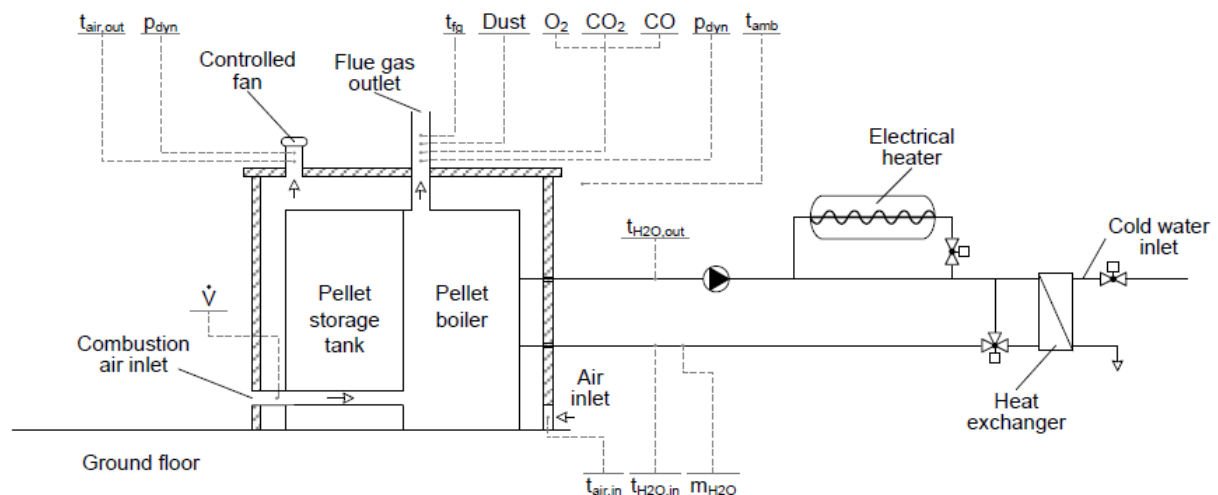 t_air,out p_dyn t_fg Dust O₂ CO₂ CO p_dyn t_amb
Controlled
fan
Flue gas
outlet
Electrical
heater
t_H2O,out
Cold water
inlet
V̇
Pellet
storage
tank
Pellet
boiler
Combustion
air inlet
Air
inlet
Heat
exchanger
Ground floor
t_air,in t_H2O,in m_H2O